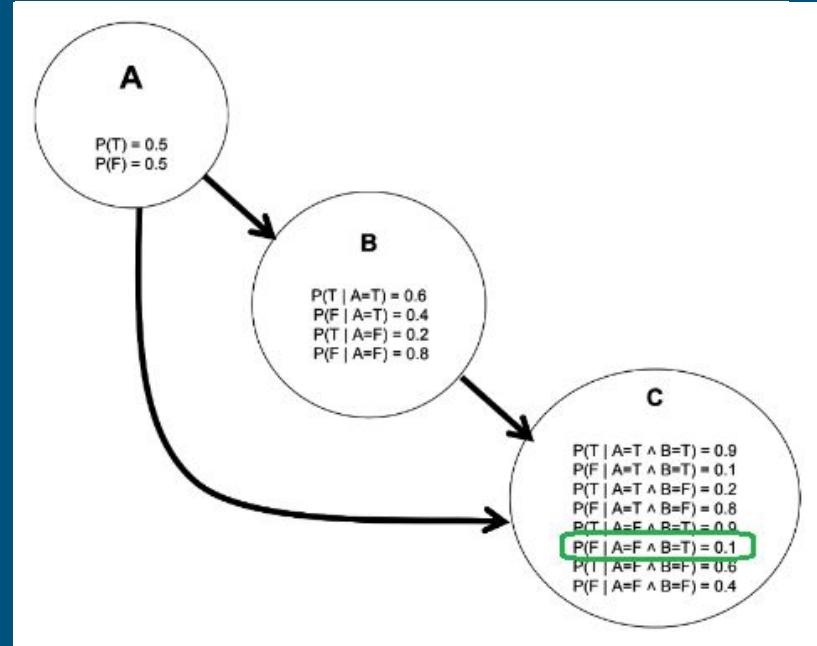 A
P(T) = 0.5
P(F) = 0.5
B
P(T | A=T) = 0.6
P(F | A=T) = 0.4
P(T | A=F) = 0.2
P(F | A=F) = 0.8
C
P(T | A=T ∧ B=T) = 0.9
P(F | A=T ∧ B=T) = 0.1
P(T | A=T ∧ B=F) = 0.2
P(F | A=T ∧ B=F) = 0.8
P(T | A=F ∧ B=T) = 0.9
P(F | A=F ∧ B=T) = 0.1
P(T | A=F ∧ B=F) = 0.6
P(F | A=F ∧ B=F) = 0.4